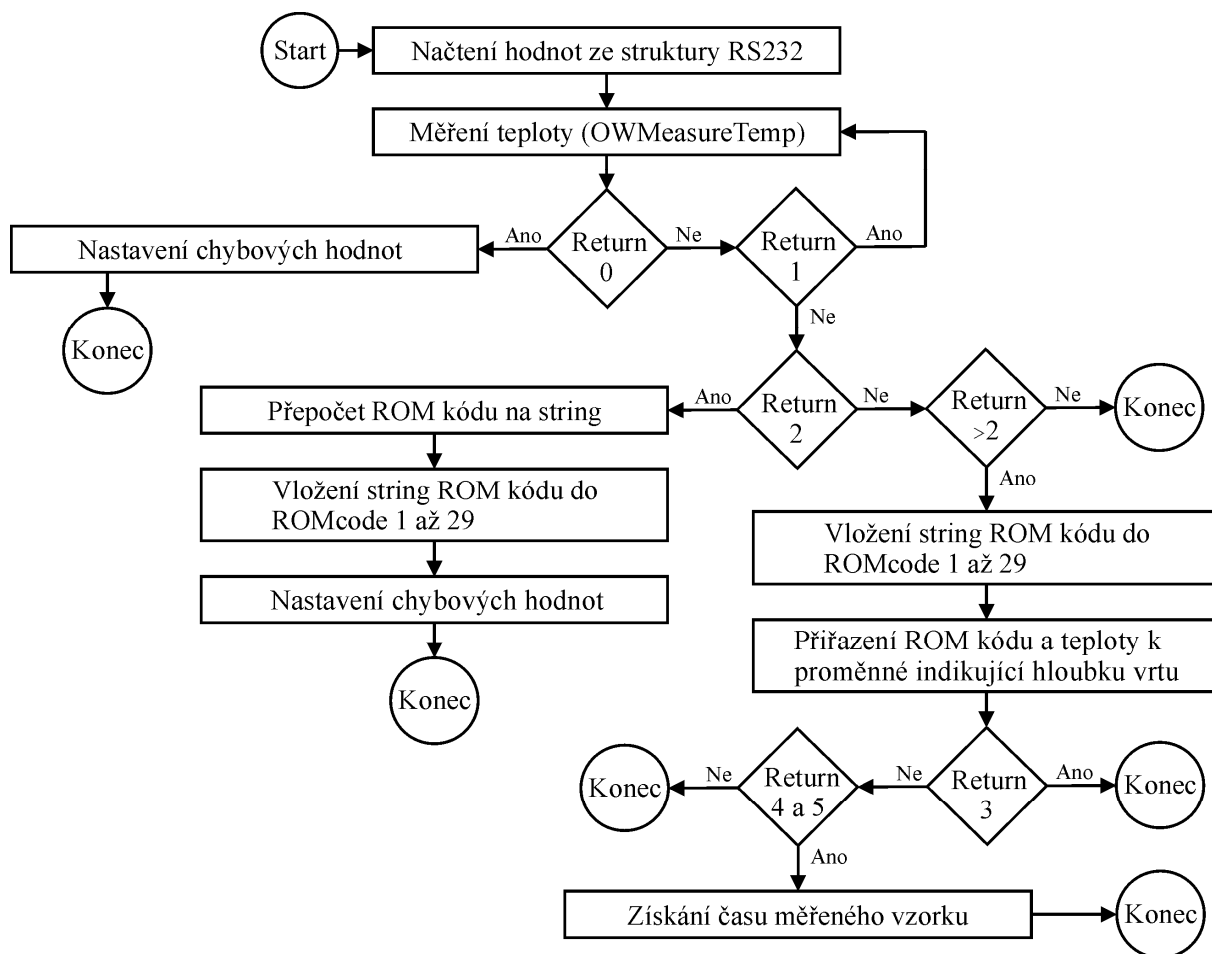 Start
Načtení hodnot ze struktury RS232
Měření teploty (OWMeasureTemp)
Nastavení chybových hodnot
Ano
Return
0
Ne
Return
1
Ano
Konec
Ne
Přepočet ROM kódu na string
Ano
Return
2
Ne
Return
>2
Ne
Konec
Ano
Vložení string ROM kódu do
ROMcode 1 až 29
Vložení string ROM kódu do
ROMcode 1 až 29
Nastavení chybových hodnot
Přiřazení ROM kódu a teploty k
proměnné indikující hloubku vrtu
Konec
Konec
Ne
Return
4 a 5
Ne
Return
3
Ano
Konec
Ano
Získání času měřeného vzorku
Konec